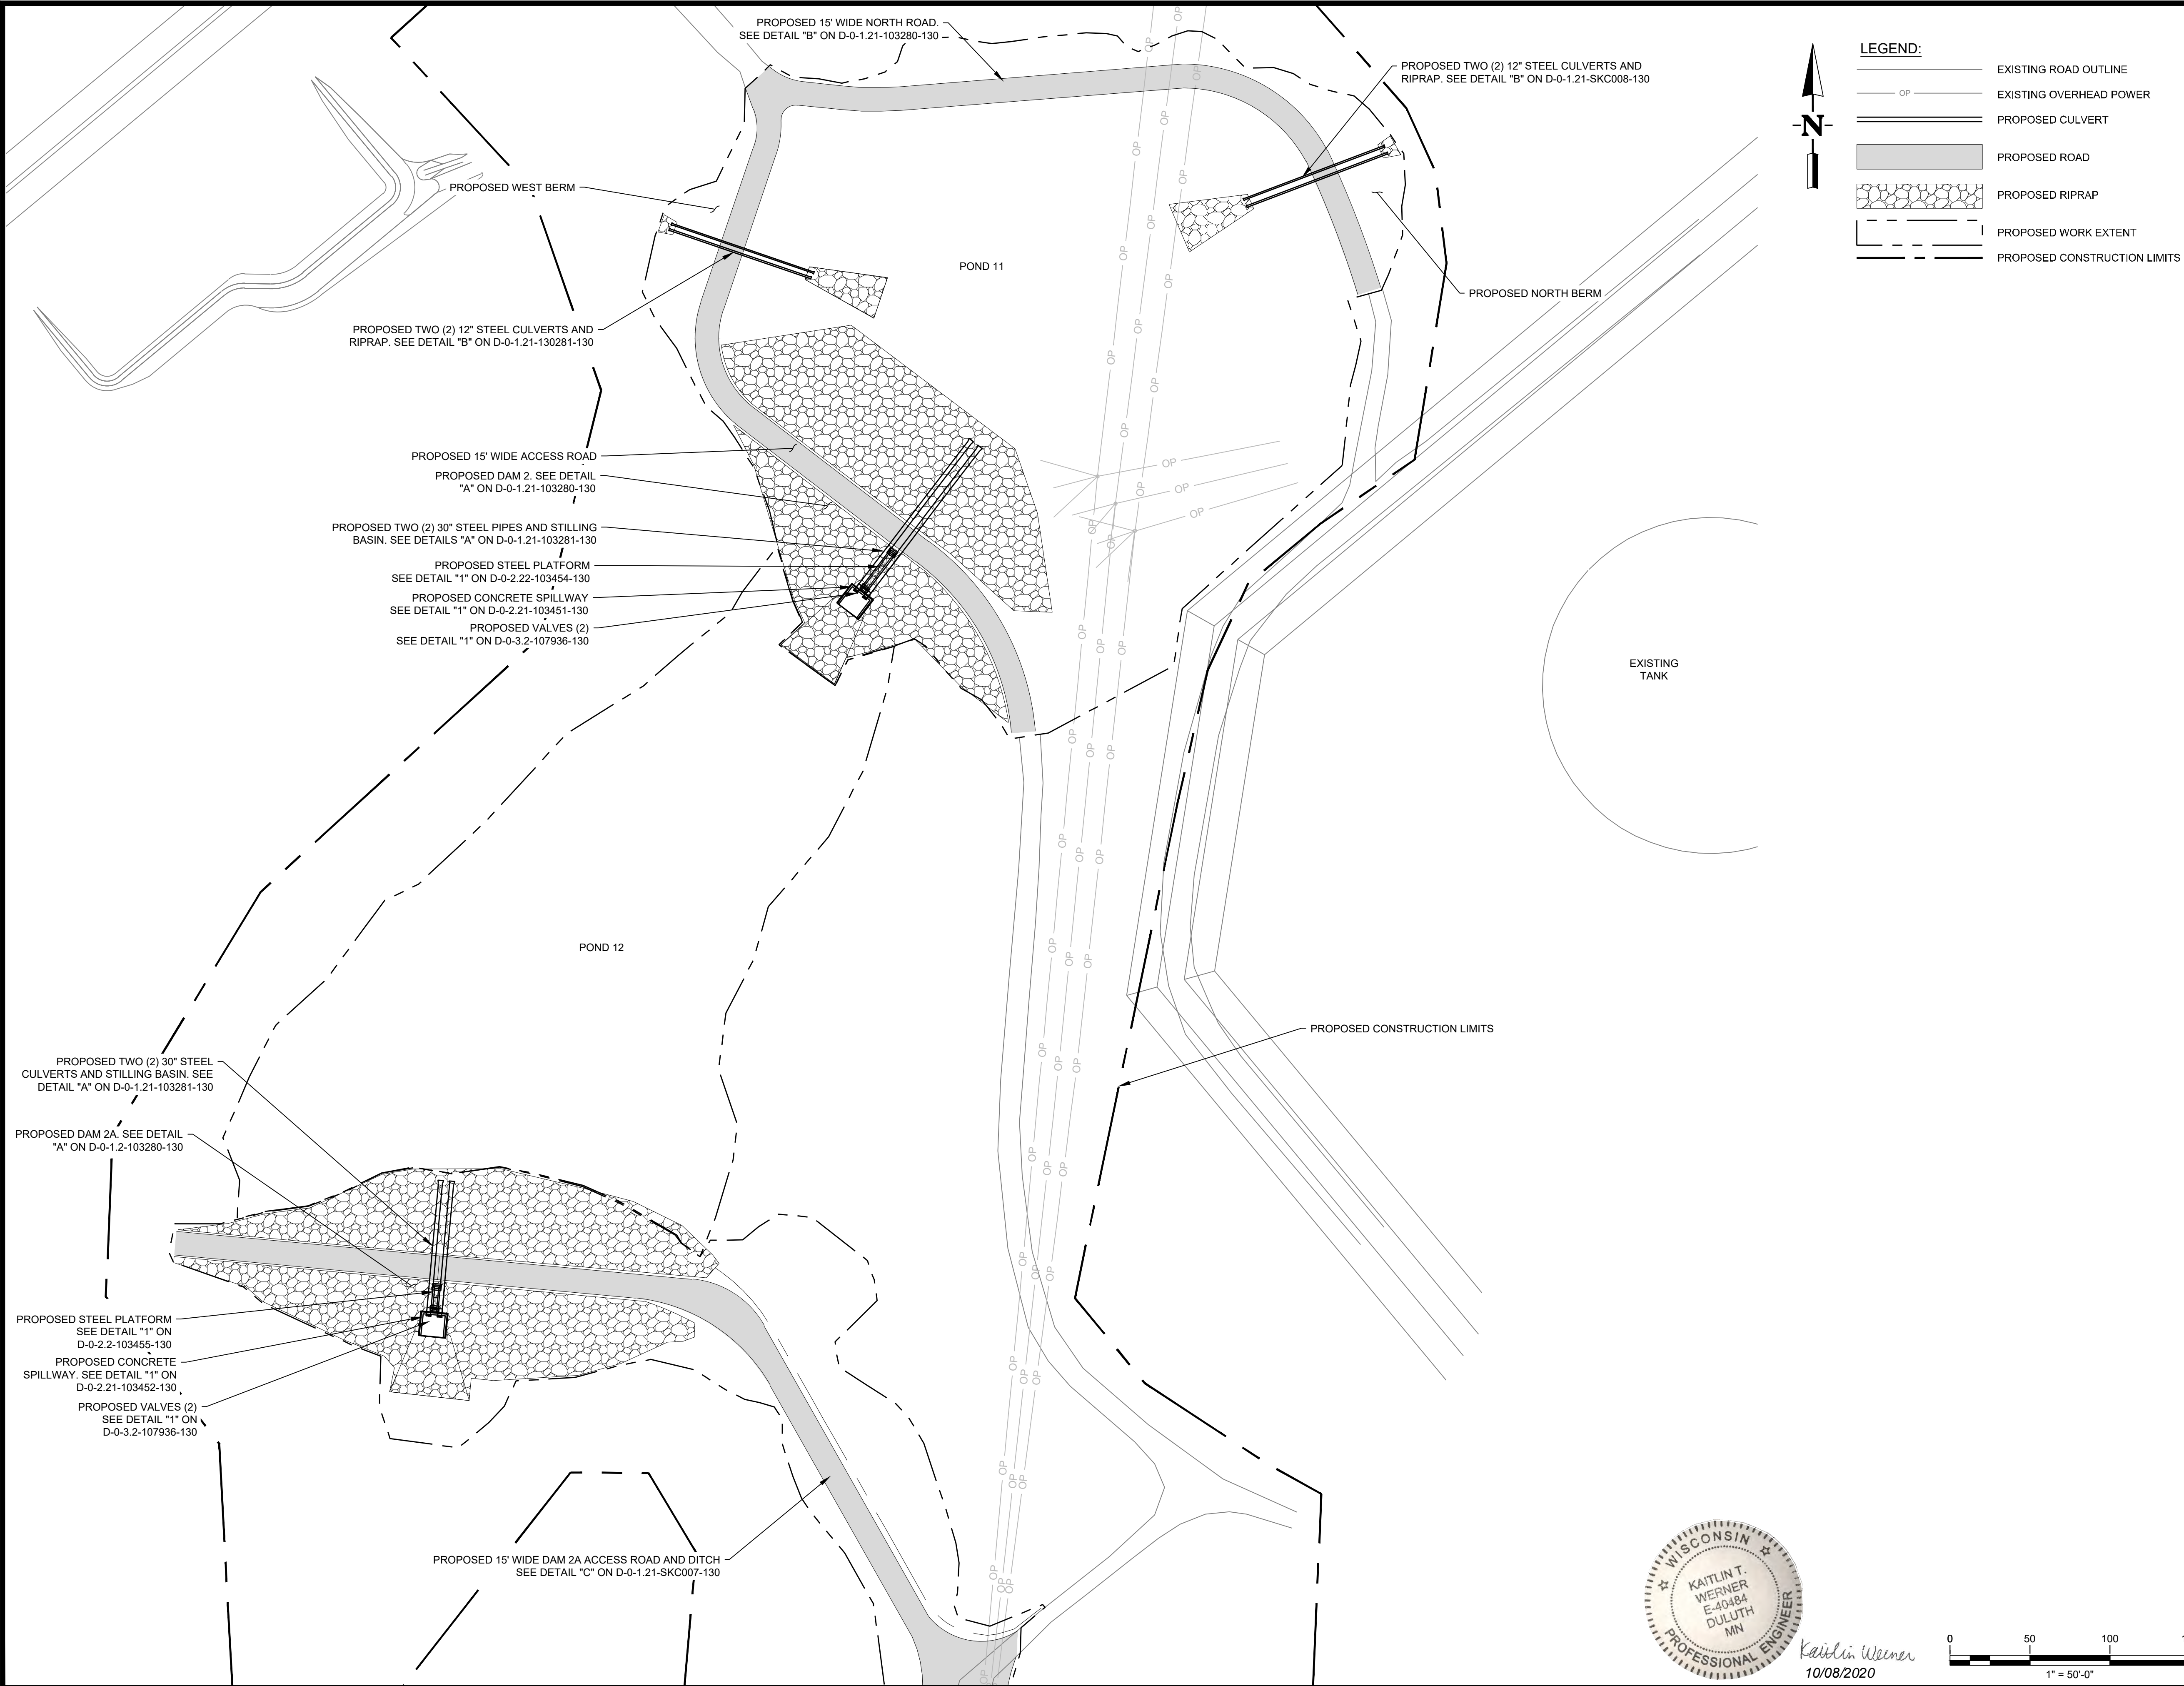 PROPOSED 15' WIDE NORTH ROAD.
SEE DETAIL "B" ON D-0-1.21-103280-130
PROPOSED TWO (2) 12" STEEL CULVERTS AND
RIPRAP. SEE DETAIL "B" ON D-0-1.21-SKC008-130
LEGEND:
EXISTING ROAD OUTLINE
OP
EXISTING OVERHEAD POWER
PROPOSED CULVERT
PROPOSED ROAD
PROPOSED RIPRAP
PROPOSED WORK EXTENT
PROPOSED CONSTRUCTION LIMITS
N
PROPOSED WEST BERM
POND 11
PROPOSED NORTH BERM
PROPOSED TWO (2) 12" STEEL CULVERTS AND
RIPRAP. SEE DETAIL "B" ON D-0-1.21-130281-130
PROPOSED 15' WIDE ACCESS ROAD
PROPOSED DAM 2. SEE DETAIL
"A" ON D-0-1.21-103280-130
PROPOSED TWO (2) 30" STEEL PIPES AND STILLING
BASIN. SEE DETAILS "A" ON D-0-1.21-103281-130
PROPOSED STEEL PLATFORM
SEE DETAIL "1" ON D-0-2.22-103454-130
PROPOSED CONCRETE SPILLWAY
SEE DETAIL "1" ON D-0-2.21-103451-130
PROPOSED VALVES (2)
SEE DETAIL "1" ON D-0-3.2-107936-130
EXISTING
TANK
POND 12
PROPOSED CONSTRUCTION LIMITS
PROPOSED TWO (2) 30" STEEL
CULVERTS AND STILLING BASIN. SEE
DETAIL "A" ON D-0-1.21-103281-130
PROPOSED DAM 2A. SEE DETAIL
"A" ON D-0-1.2-103280-130
PROPOSED STEEL PLATFORM
SEE DETAIL "1" ON
D-0-2.2-103455-130
PROPOSED CONCRETE
SPILLWAY. SEE DETAIL "1" ON
D-0-2.21-103452-130
PROPOSED VALVES (2)
SEE DETAIL "1" ON
D-0-3.2-107936-130
PROPOSED 15' WIDE DAM 2A ACCESS ROAD AND DITCH
SEE DETAIL "C" ON D-0-1.21-SKC007-130
WISCONSIN
KAITLIN T.
WERNER
E-40484
DULUTH
MN
PROFESSIONAL ENGINEER
Kaitlin Werner
10/08/2020
0 50 100
1" = 50'-0"